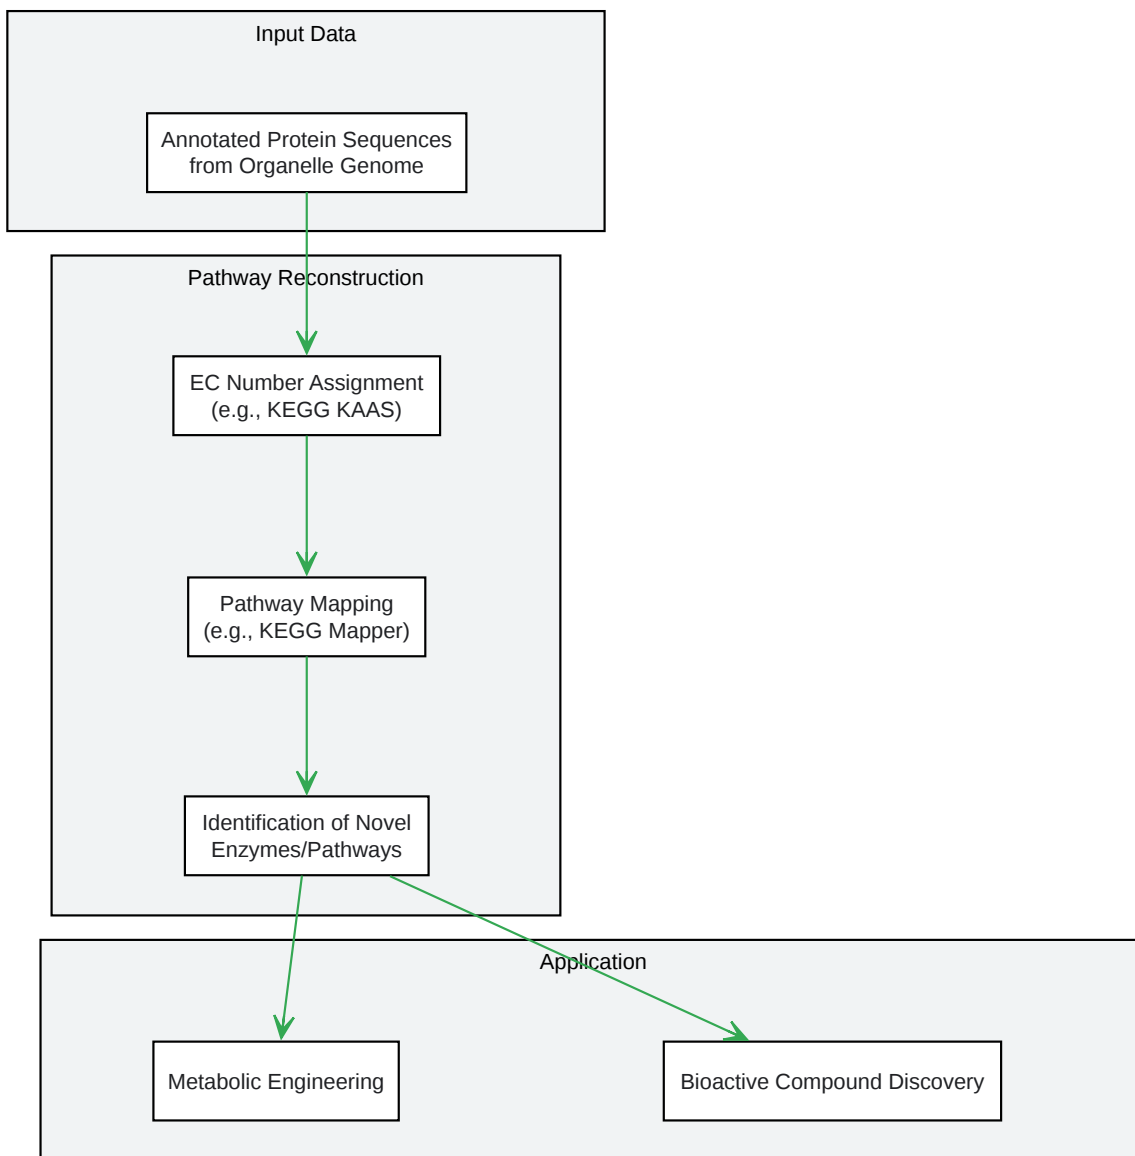 Input Data
Annotated Protein Sequences
from Organelle Genome
Pathway Reconstruction
EC Number Assignment
(e.g., KEGG KAAS)
Pathway Mapping
(e.g., KEGG Mapper)
Identification of Novel
Enzymes/Pathways
Application
Metabolic Engineering
Bioactive Compound Discovery